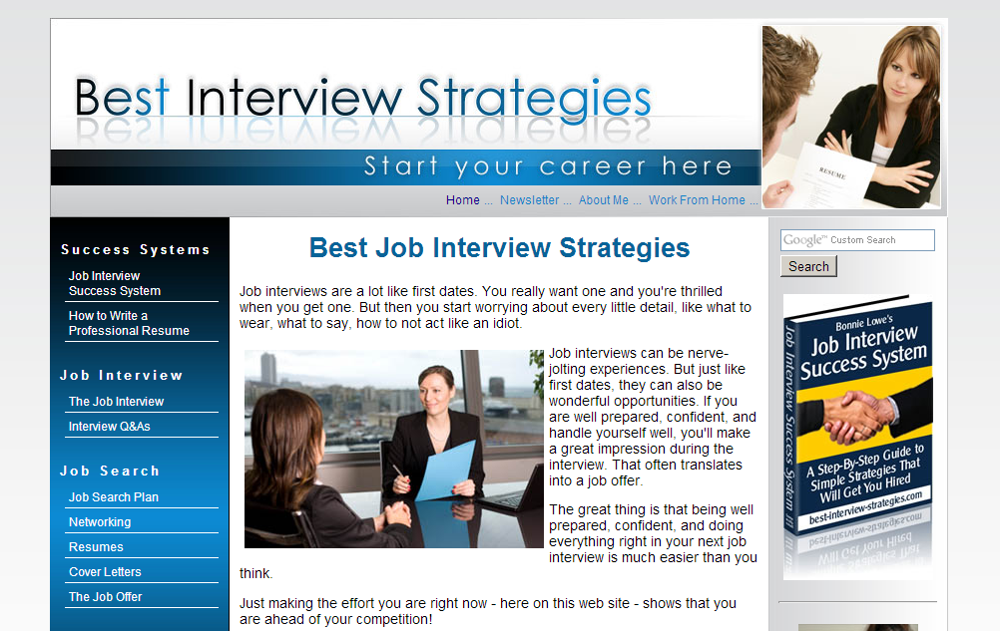 Best Interview Strategies
Start your career here
RESUME
Home ... Newsletter ... About Me ... Work From Home ...
Success Systems
Job Interview
Success System
How to Write a
Professional Resume
Job Interview
The Job Interview
Interview Q&As
Job Search
Job Search Plan
Networking
Resumes
Cover Letters
The Job Offer
Best Job Interview Strategies
Job interviews are a lot like first dates. You really want one and you're thrilled
when you get one. But then you start worrying about every little detail, like what to
wear, what to say, how to not act like an idiot.
Job interviews can be nerve-
jolting experiences. But just like
first dates, they can also be
wonderful opportunities. If you
are well prepared, confident, and
handle yourself well, you'll make
a great impression during the
interview. That often translates
into a job offer.
The great thing is that being well
prepared, confident, and doing
everything right in your next job
interview is much easier than you
think.
Just making the effort you are right now - here on this web site - shows that you
are ahead of your competition!
Google™ Custom Search
Search
Bonnie Lowe's
Job Interview
Success System
A Step-By-Step Guide to
Simple Strategies That
Will Get You Hired
best-interview-strategies.com
Job Interview Success System !!!